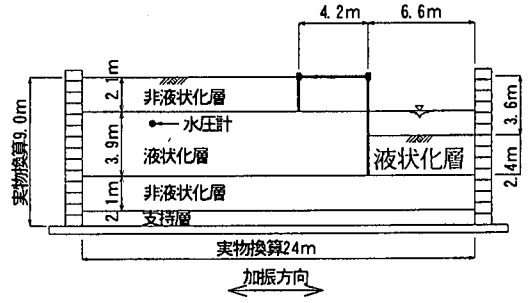 4.2m
6.6m
2.1m
非液状化層
水圧計
3.9m
液状化層
液状化層
3.6m
2.4m
実物換算9.0m
非液状化層
2.1m
支持層
実物換算24m
加振方向